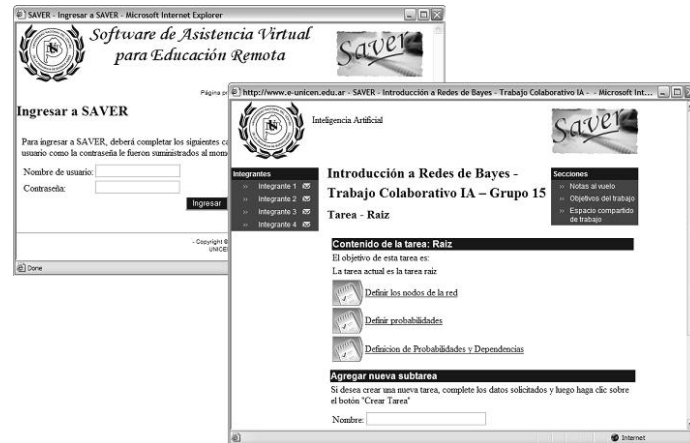 SAVER - Ingresar a SAVER - Microsoft Internet Explorer
Software de Asistencia Virtual
para Educación Remota
Saver
Página
Ingresar a SAVER
Para ingresar a SAVER, deberá completar los siguientes
usuario como la contraseña le fueron suministrados al
Nombre de usuario:
Contraseña:
Ingresar
- Copyright
Done
http://www.e-unicen.edu.ar - SAVER - Introducción a Redes de Bayes - Trabajo Colaborativo IA - - Microsoft Int...
Inteligencia Artificial
Saver
Integrantes
» Integrante 1
» Integrante 2
» Integrante 3
» Integrante 4
Introducción a Redes de Bayes -
Trabajo Colaborativo IA – Grupo 15
Tarea - Raiz
Secciones
» Notas al vuelo
» Objetivos del trabajo
» Espacio compartido
de trabajo
Contenido de la tarea: Raiz
El objetivo de esta tarea es:
La tarea actual es la tarea raiz
Definir los nodos de la red
Definir probabilidades
Definicion de Probabilidades y Dependencias
Agregar nueva subtarea
Si desea crear una nueva tarea, complete los datos solicitados y luego haga clic sobre
el botón "Crear Tarea"
Nombre:
Internet